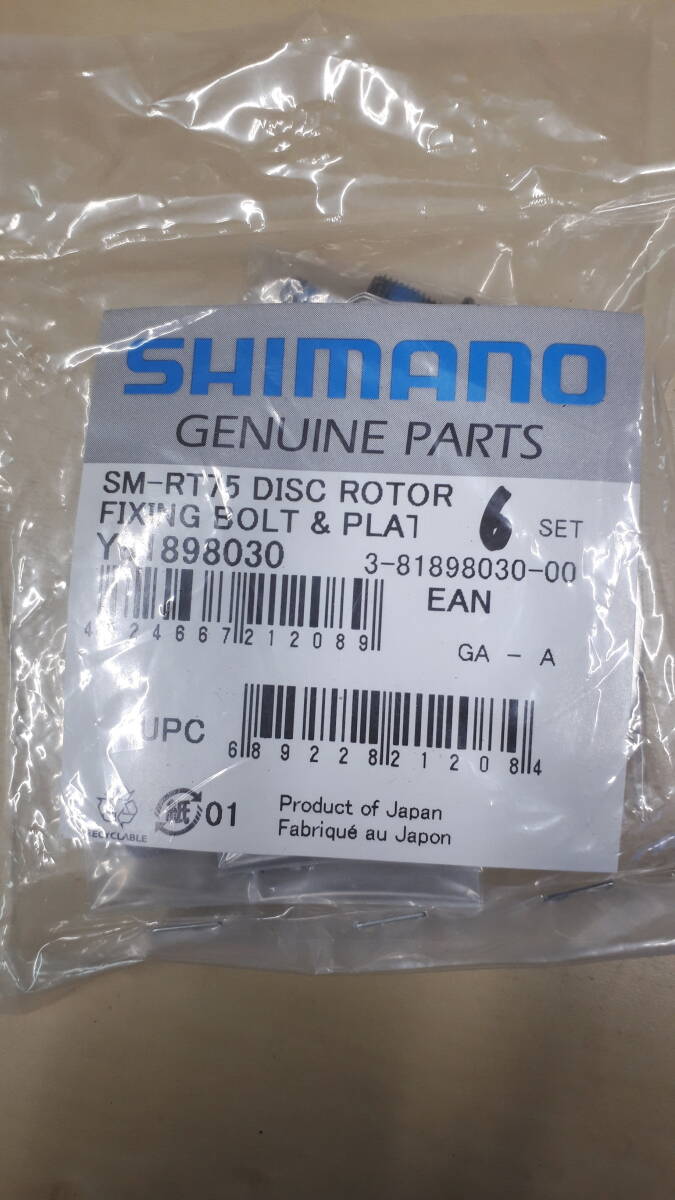 SHIMANO
GENUINE PARTS
SM-RT75 DISC ROTOR
FIXING BOLT & PLAT 6 SET
3-81898030-00
EAN
GA - A
UPC
6 89228 21208 4
RECYCLABLE
01
Product of Japan
Fabriqué au Japon